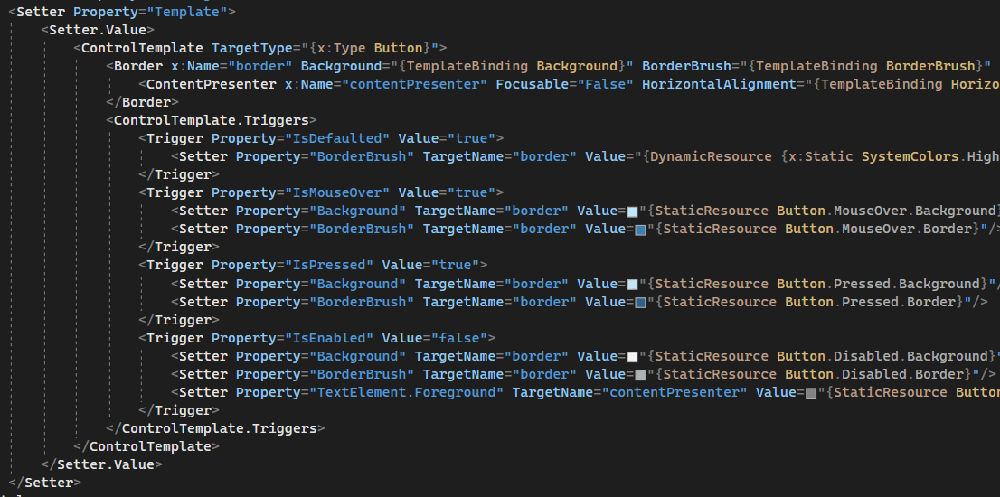 <Setter Property="Template">
<Setter.Value>
<ControlTemplate TargetType="{x:Type Button}">
<Border x:Name="border" Background="{TemplateBinding Background}" BorderBrush="{TemplateBinding BorderBrush}"
<ContentPresenter x:Name="contentPresenter" Focusable="False" HorizontalAlignment="{TemplateBinding Horizo
</Border>
<ControlTemplate.Triggers>
<Trigger Property="IsDefaulted" Value="true">
<Setter Property="BorderBrush" TargetName="border" Value="{DynamicResource {x:Static SystemColors.High
</Trigger>
<Trigger Property="IsMouseOver" Value="true">
<Setter Property="Background" TargetName="border" Value="{StaticResource Button.MouseOver.Background}
<Setter Property="BorderBrush" TargetName="border" Value="{StaticResource Button.MouseOver.Border}"/>
</Trigger>
<Trigger Property="IsPressed" Value="true">
<Setter Property="Background" TargetName="border" Value="{StaticResource Button.Pressed.Background}"/
<Setter Property="BorderBrush" TargetName="border" Value="{StaticResource Button.Pressed.Border}"/>
</Trigger>
<Trigger Property="IsEnabled" Value="false">
<Setter Property="Background" TargetName="border" Value="{StaticResource Button.Disabled.Background}"
<Setter Property="BorderBrush" TargetName="border" Value="{StaticResource Button.Disabled.Border}"/>
<Setter Property="TextElement.Foreground" TargetName="contentPresenter" Value="{StaticResource Button
</Trigger>
</ControlTemplate.Triggers>
</ControlTemplate>
</Setter.Value>
</Setter>